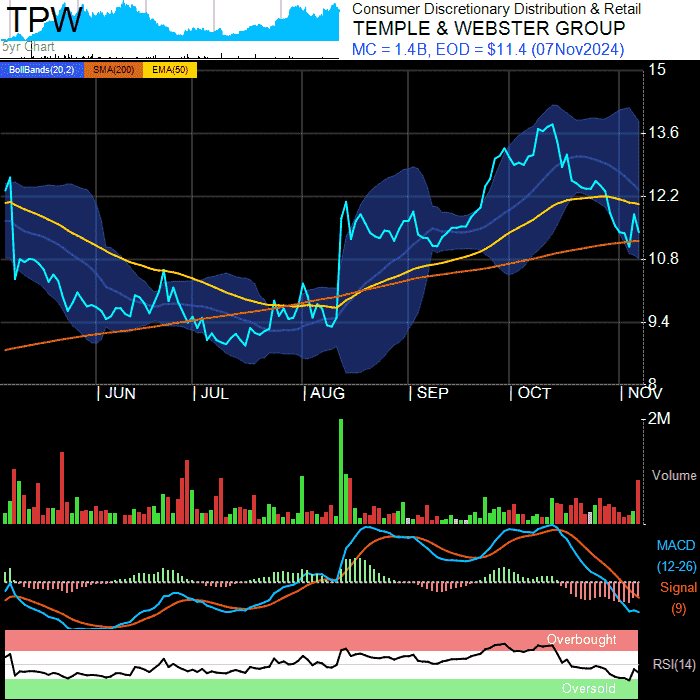 TPW
5yr Chart
Consumer Discretionary Distribution & Retail
TEMPLE & WEBSTER GROUP
MC = 1.4B, EOD = $11.4 (07Nov2024)
BollBands(20,2) SMA(200) EMA(50)
15
13.6
12.2
10.8
9.4
8
JUN JUL AUG SEP OCT NOV
2M
Volume
MACD
(12-26)
Signal
(9)
Overbought
RSI(14)
Oversold